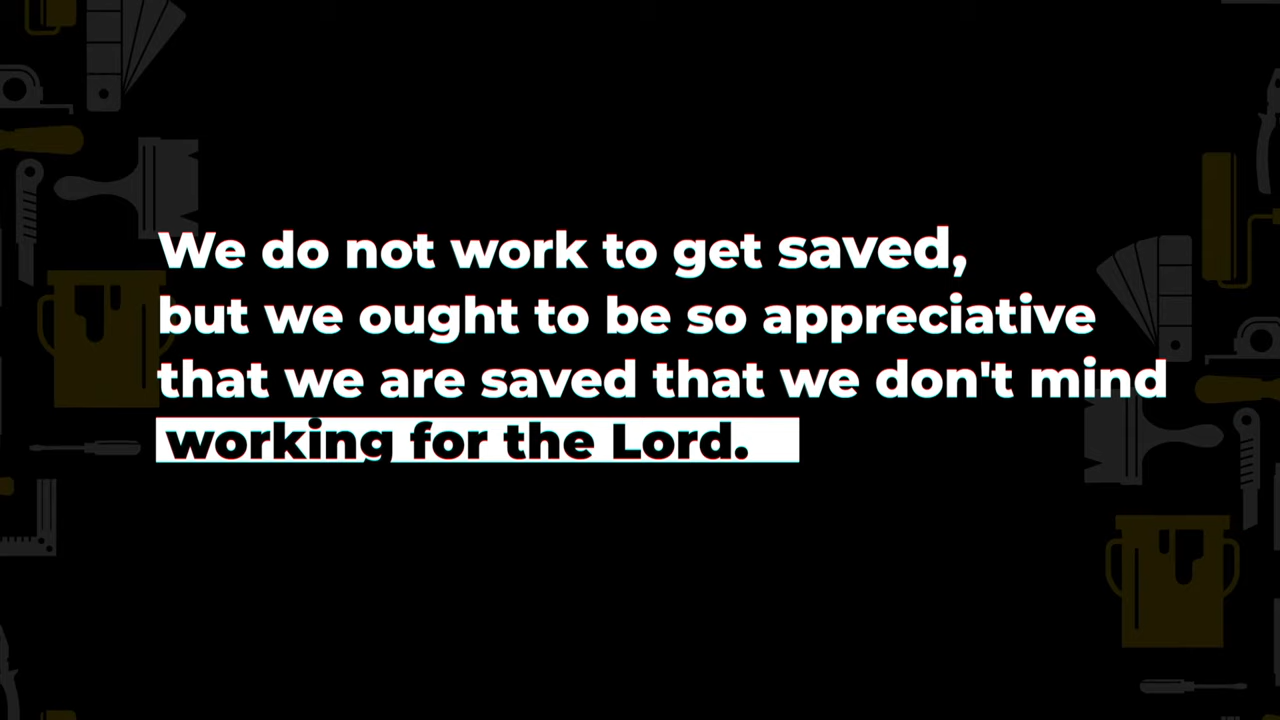 We do not work to get saved,
but we ought to be so appreciative
that we are saved that we don't mind
working for the Lord.